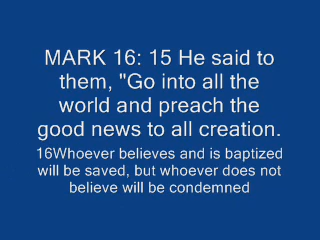 MARK 16: 15 He said to
them, "Go into all the
world and preach the
good news to all creation.
16Whoever believes and is baptized
will be saved, but whoever does not
believe will be condemned